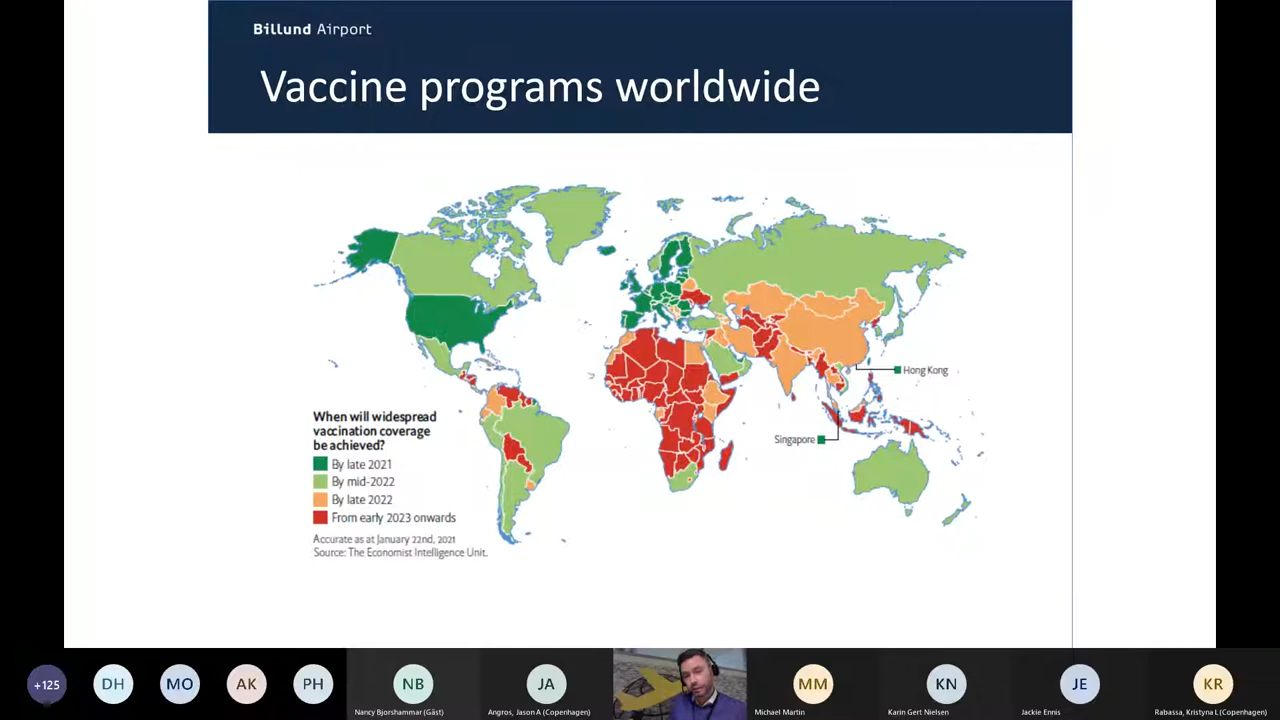 Billund Airport
Vaccine programs worldwide
Hong Kong
Singapore
When will widespread
vaccination coverage
be achieved?
By late 2021
By mid-2022
By late 2022
From early 2023 onwards
Accurate as at January 22nd, 2021
Source: The Economist Intelligence Unit.
+125
DH
MO
AK
PH
NB
JA
MM
KN
JE
KR
Nancy Bjorshammar (Gäst)
Angros, Jason A (Copenhagen)
Michael Martin
Karin Gert Nielsen
Jackie Ennis
Rabassa, Kristyna L (Copenhagen)